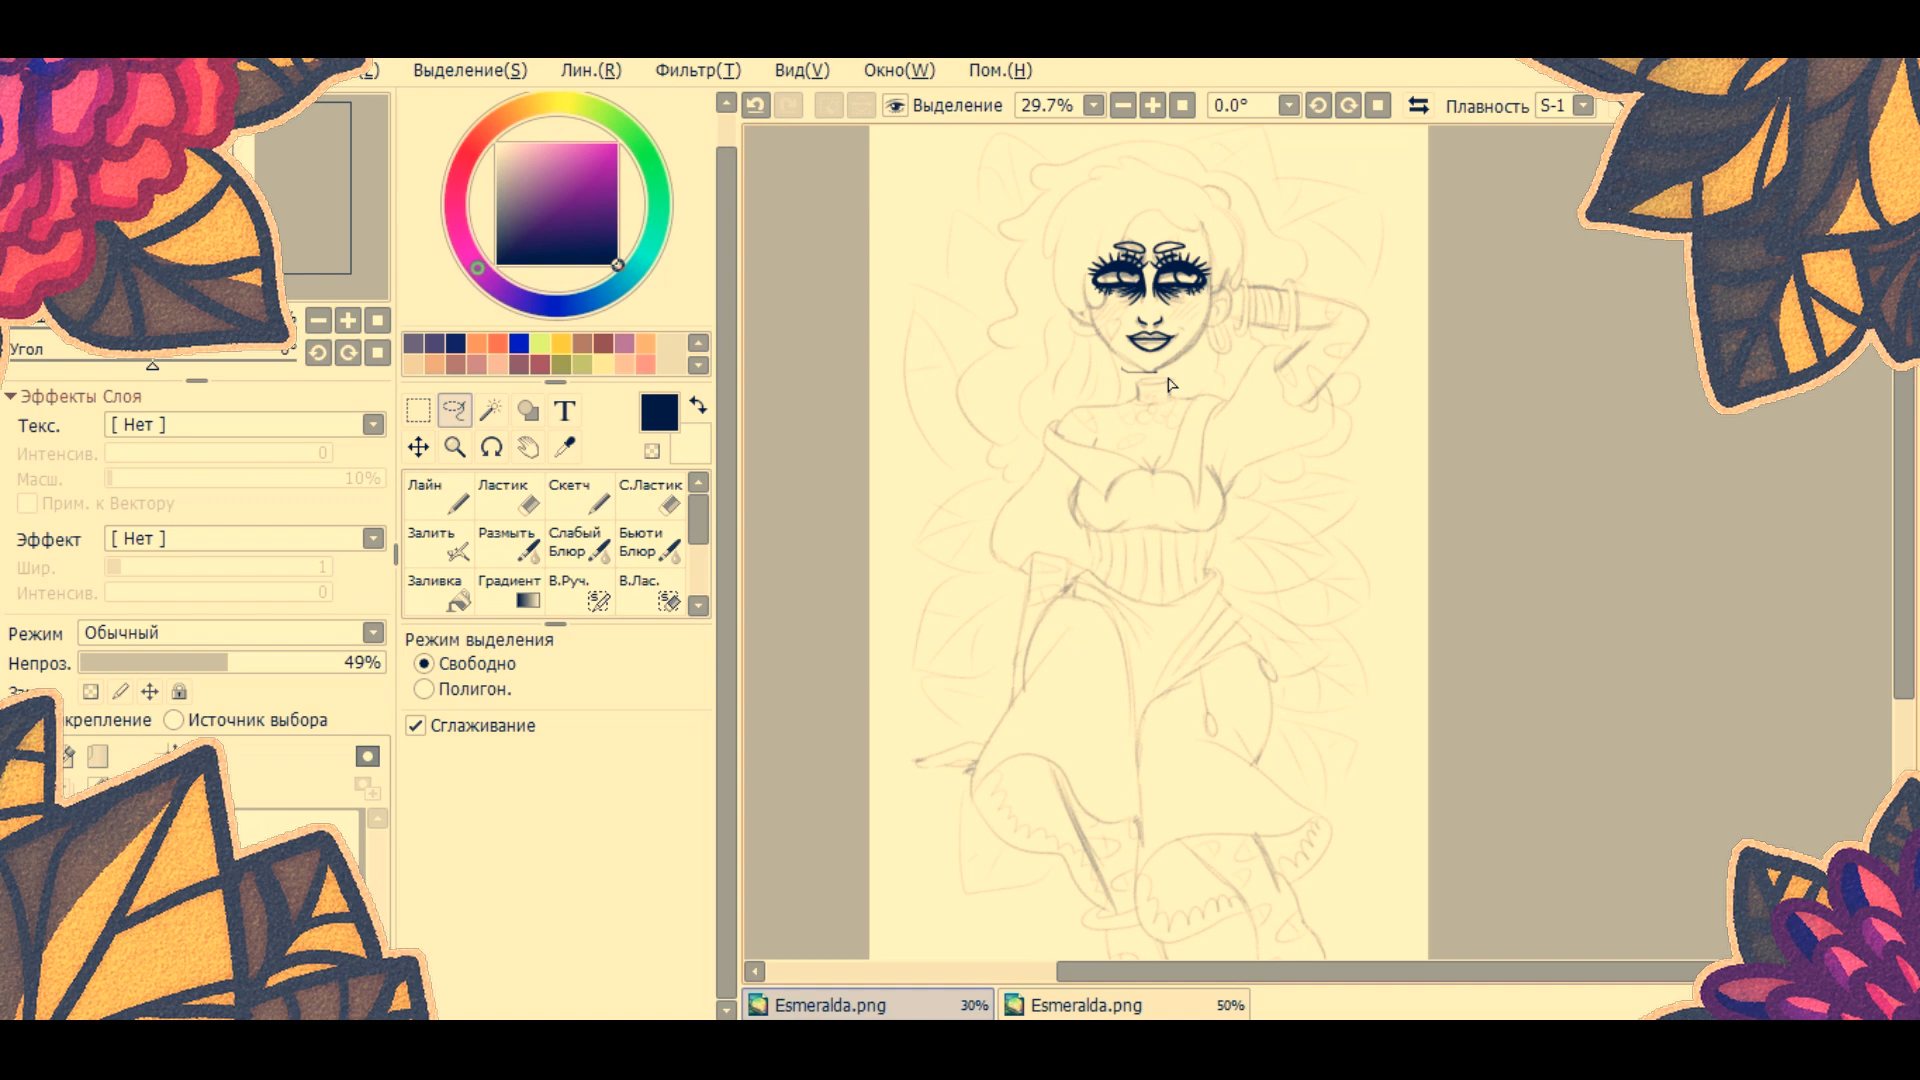 Выделение(S) Лин.(R) Фильтр(T) Вид(V) Окно(W) Пом.(H)
Выделение 29.7% 0.0° Плавность S-1
Угол
Эффекты Слоя
Текс. [ Нет ]
Интенсив. 0
Масш. 10%
Прим. к Вектору
Эффект [ Нет ]
Шир. 1
Интенсив. 0
Режим Обычный
Непроз. 49%
Источник выбора
T
Лайн Ластик Скетч С.Ластик
Залить Размыть Слабый Блюр Бьюти Блюр
Заливка Градиент В.Руч. В.Лас.
Режим выделения
Свободно
Полигон.
Сглаживание
Esmeralda.png 30% Esmeralda.png 50%